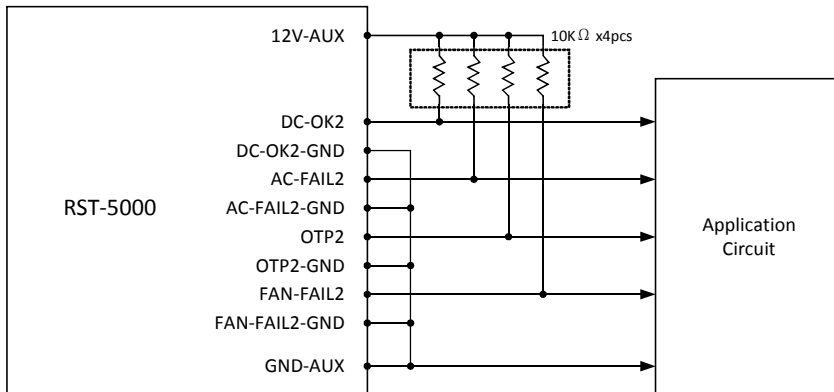 12V-AUX
10KΩ x4pcs
DC-OK2
DC-OK2-GND
AC-FAIL2
RST-5000
AC-FAIL2-GND
OTP2
OTP2-GND
FAN-FAIL2
FAN-FAIL2-GND
GND-AUX
Application
Circuit